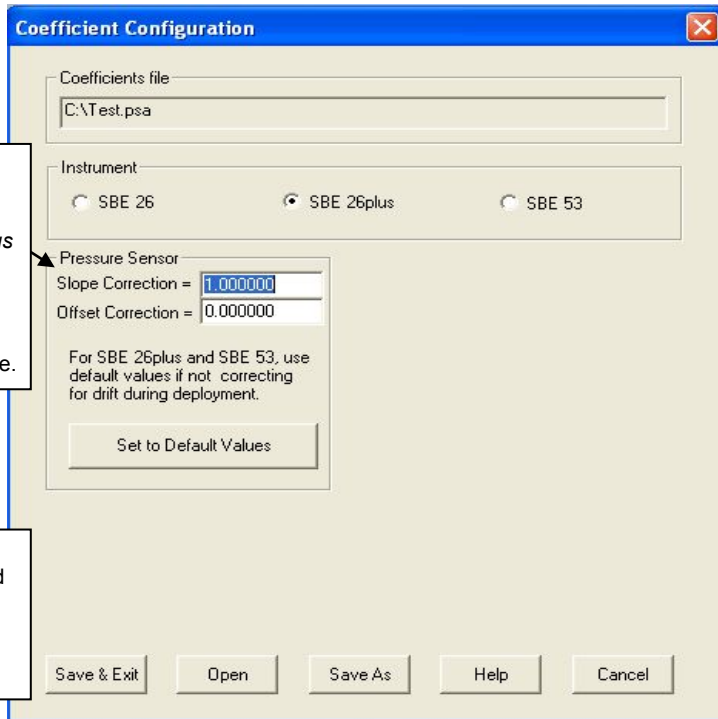 Coefficient Configuration
Coefficients file
C:\Test.psa
Instrument
SBE 26
SBE 26plus
SBE 53
Pressure Sensor
Slope Correction = 1.000000
Offset Correction = 0.000000
For SBE 26plus and SBE 53, use
default values if not correcting
for drift during deployment.
Set to Default Values
Save & Exit
Open
Save As
Help
Cancel